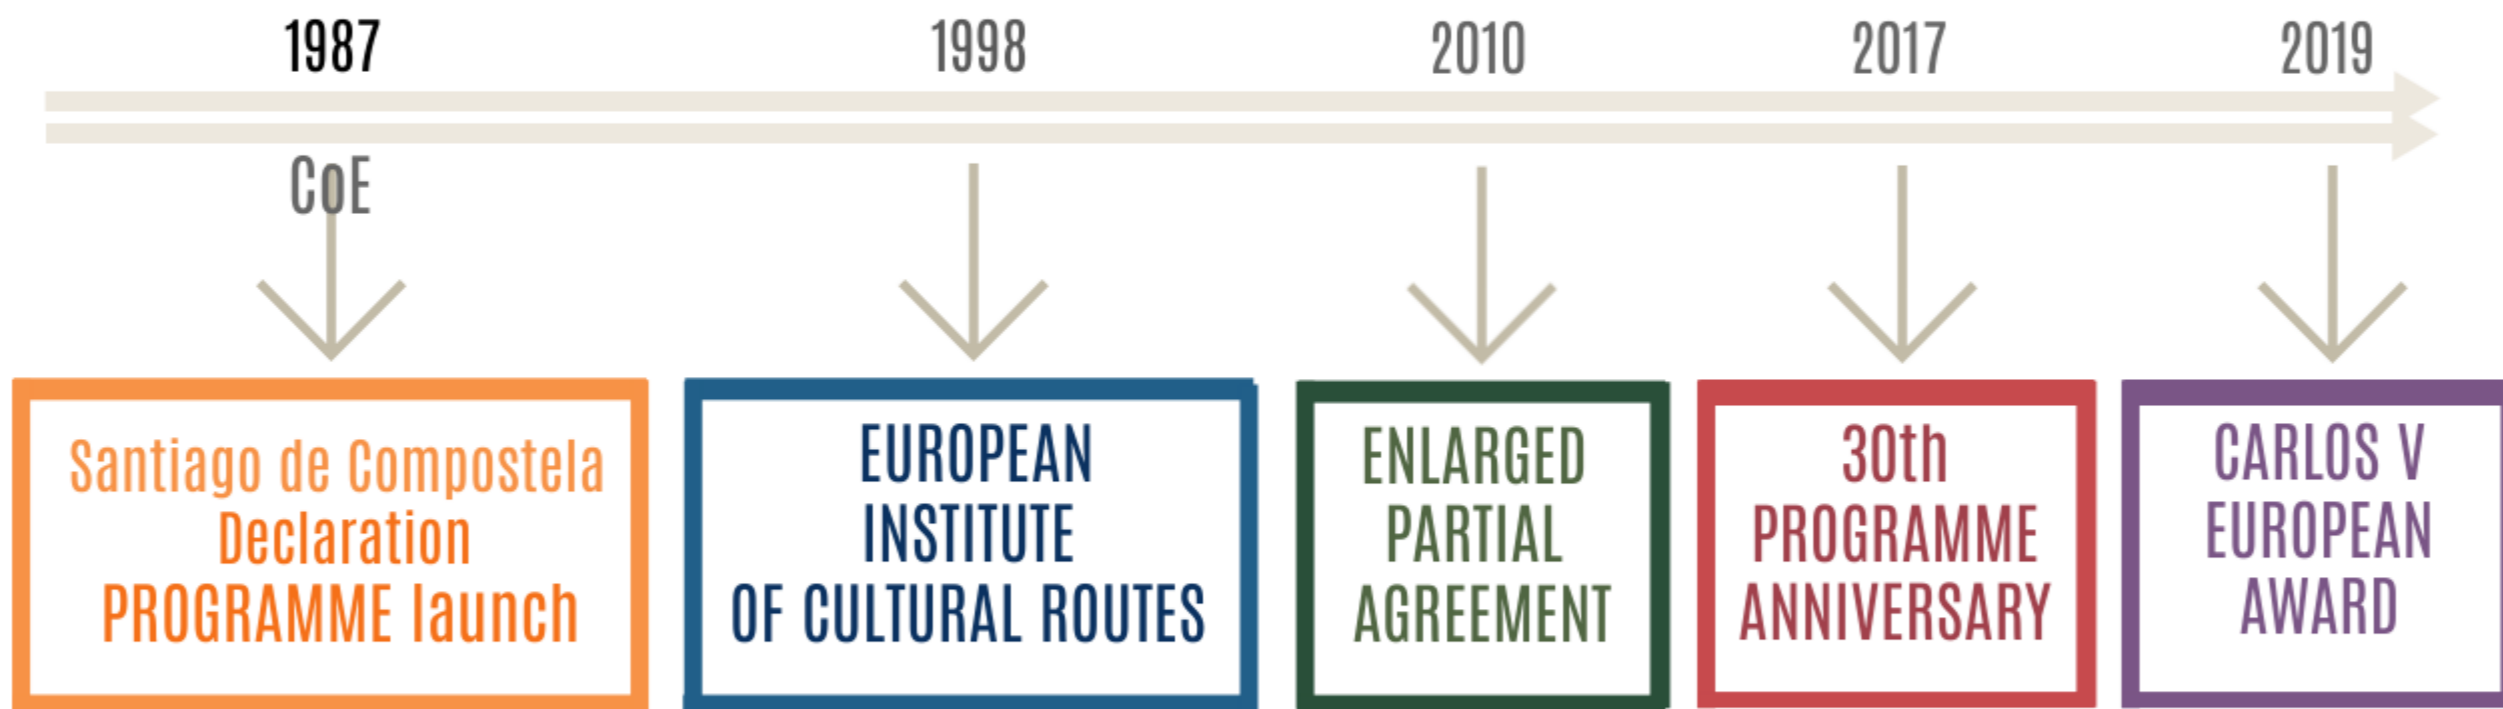 1987
1998
2010
2017
2019
CoE
Santiago de Compostela
Declaration
PROGRAMME launch
EUROPEAN
INSTITUTE
OF CULTURAL ROUTES
ENLARGED
PARTIAL
AGREEMENT
30th
PROGRAMME
ANNIVERSARY
CARLOS V
EUROPEAN
AWARD